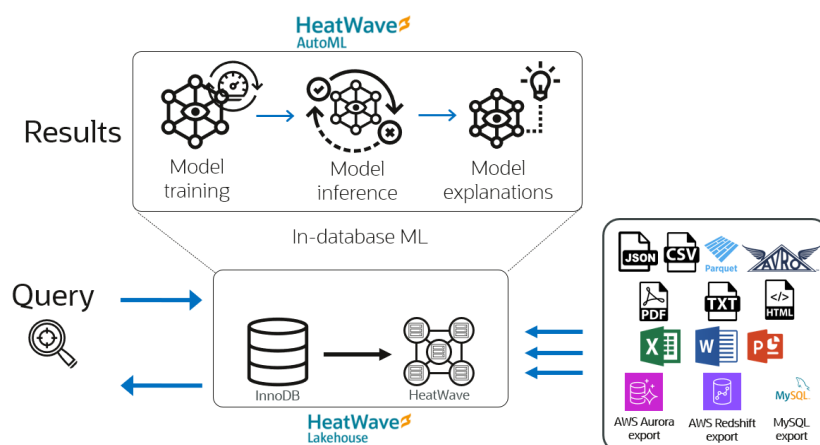 HeatWave
AutoML
Results
Model
training
Model
inference
Model
explanations
In-database ML
Query
InnoDB
HeatWave
HeatWave
Lakehouse
JSON
CSV
Parquet
AVRO
PDF
TXT
</>
HTML
X
W
P
AWS Aurora
export
AWS Redshift
export
MySQL
MySQL
export